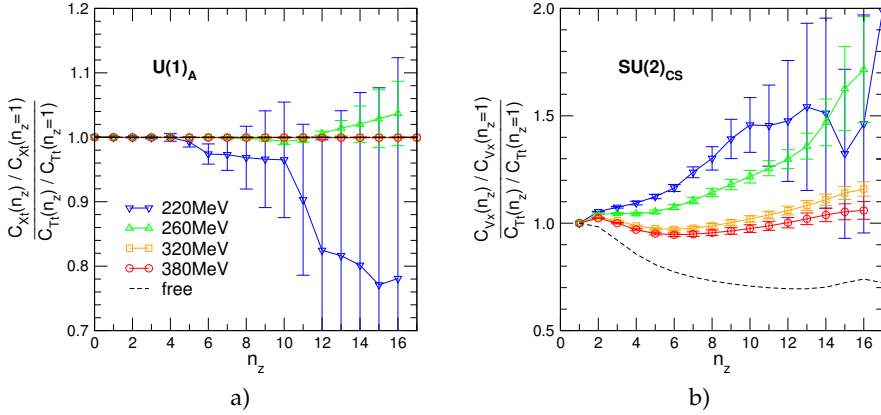 C_Xt(n_z) / C_Xt(n_z=1)
C_Tt(n_z) / C_Tt(n_z=1)
1.2
1.1
1.0
0.9
0.8
0.7
U(1)_A
220MeV
260MeV
320MeV
380MeV
free
0 2 4 6 8 10 12 14 16
n_z
a)
C_Vx(n_z) / C_Vx(n_z=1)
C_Tt(n_z) / C_Tt(n_z=1)
2.0
1.5
1.0
0.5
SU(2)_CS
0 2 4 6 8 10 12 14 16
n_z
b)